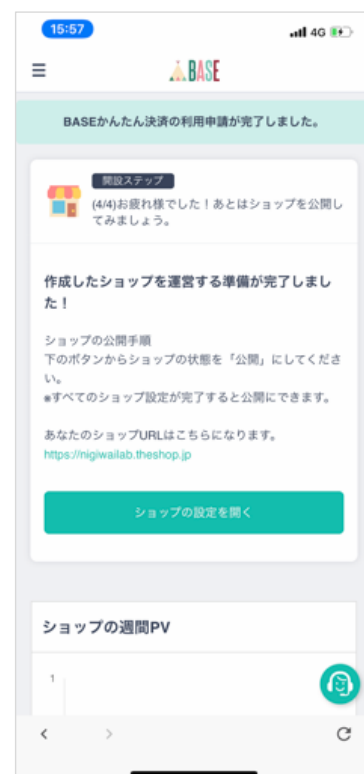 15:57
4G
BASE
BASEかんたん決済の利用申請が完了しました。
開設ステップ
(4/4)お疲れ様でした！あとはショップを公開し
てみましょう。
作成したショップを運営する準備が完了しまし
た！
ショップの公開手順
下のボタンからショップの状態を「公開」にしてくださ
い。
※すべてのショップ設定が完了すると公開にできます。
あなたのショップURLはこちらになります。
https://nigiwailab.theshop.jp
ショップの設定を開く
ショップの週間PV
1